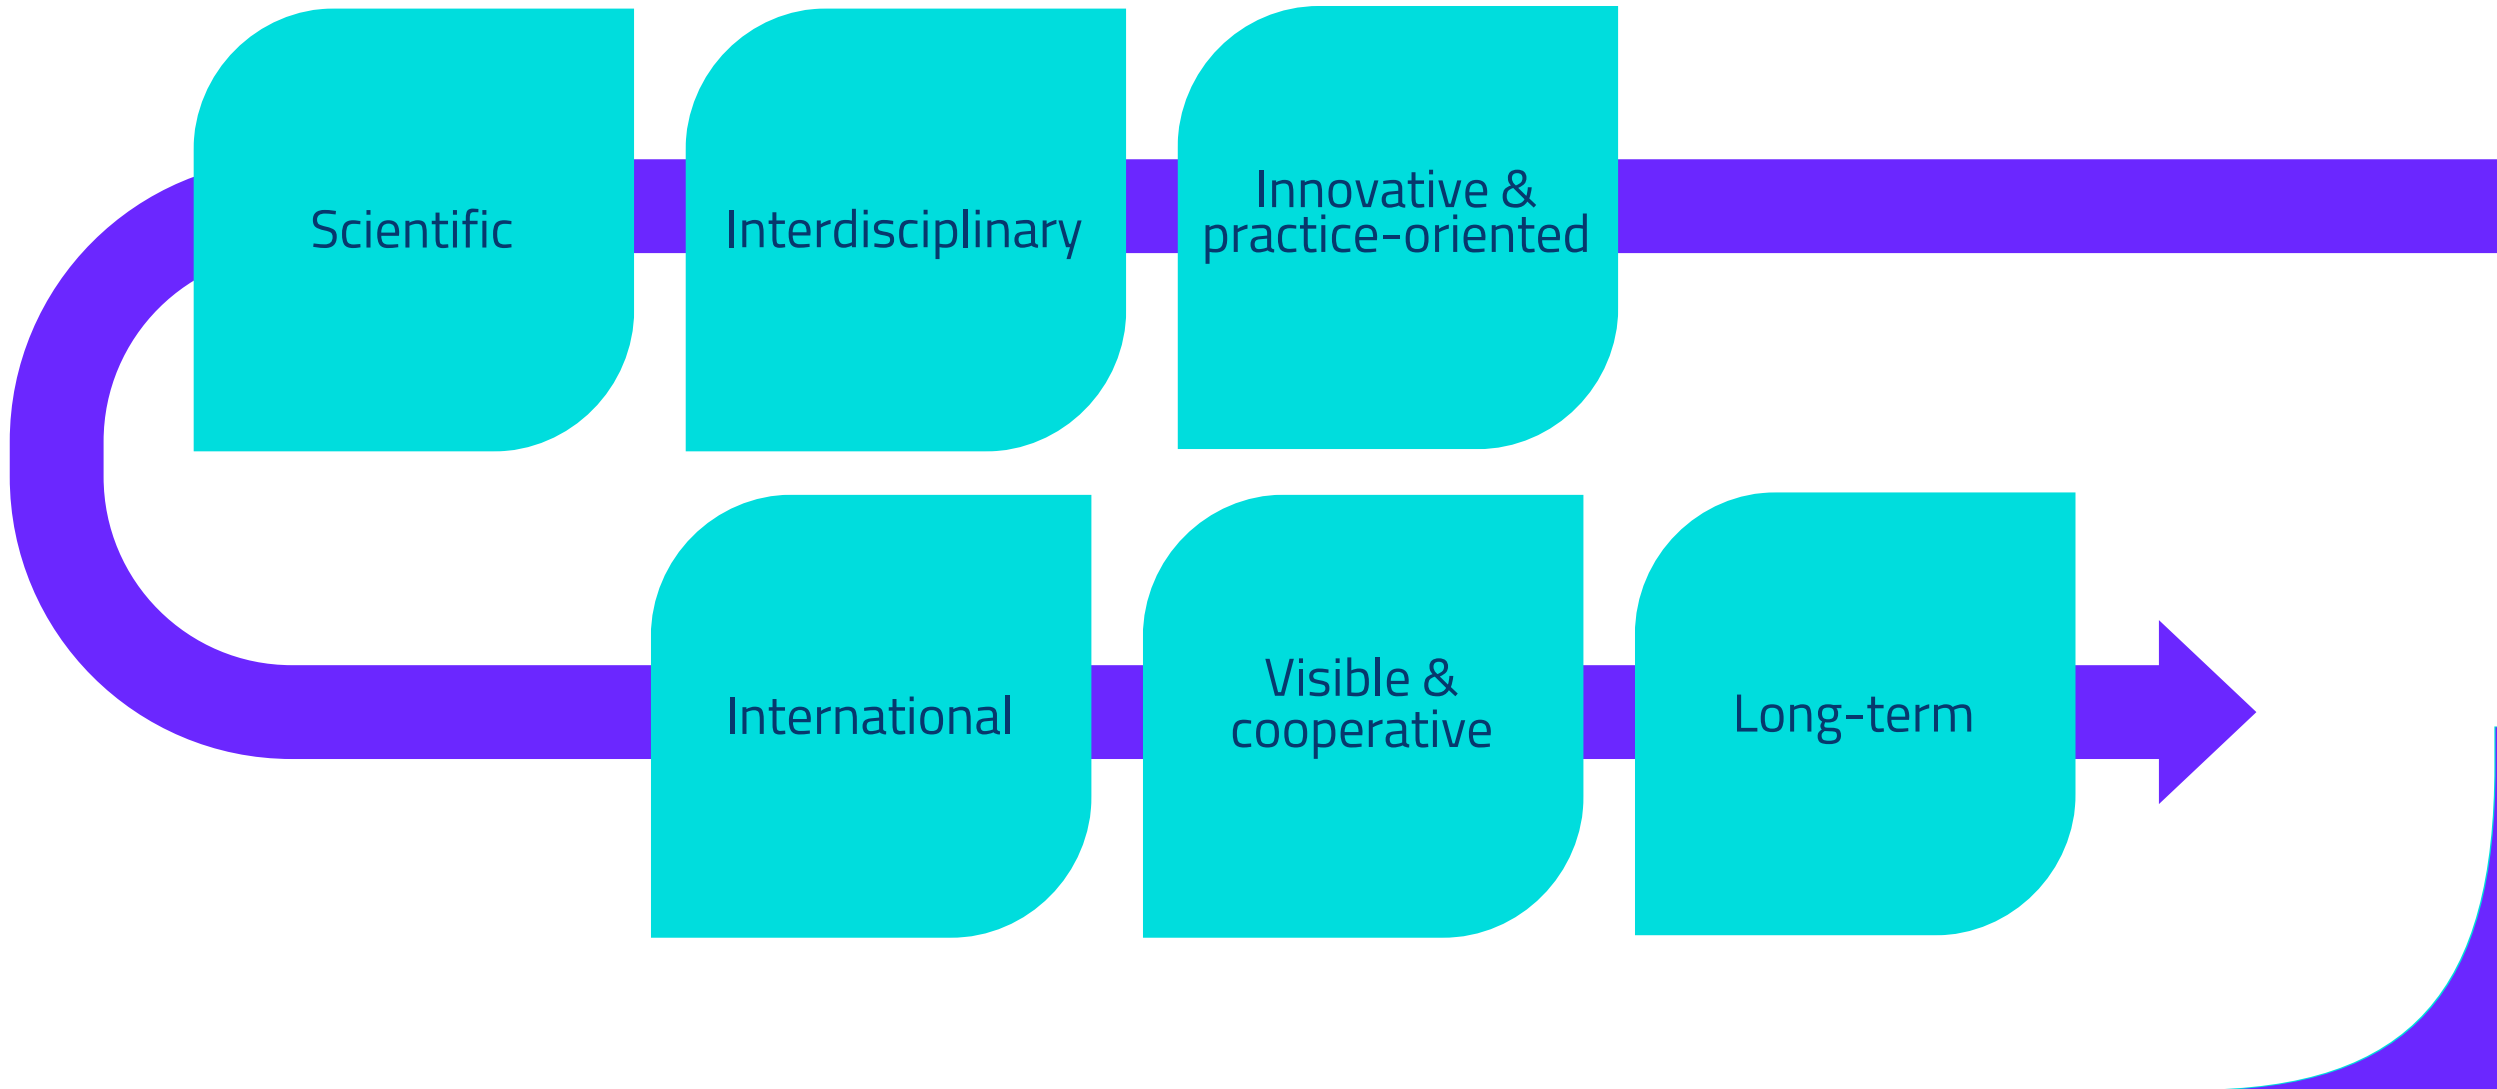 Scientific
Interdisciplinary
Innovative &
practice-oriented
International
Visible &
cooperative
Long-term